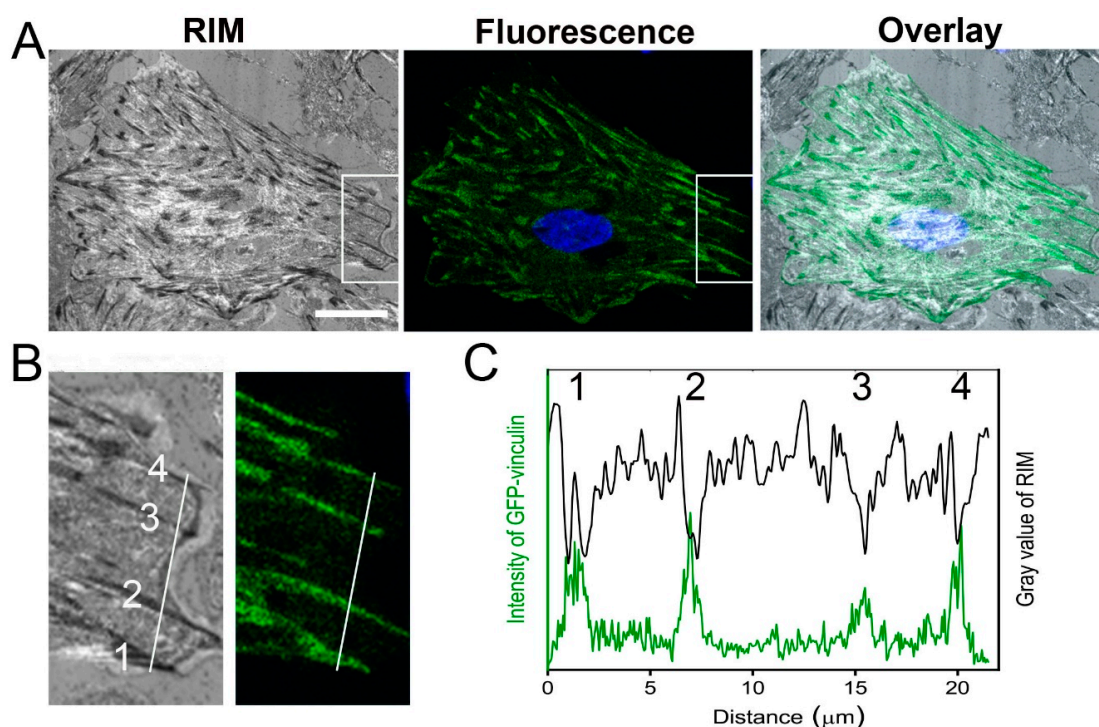 A
RIM
Fluorescence
Overlay
B
4
3
2
1
C
1
2
3
4
Intensity of GFP-vinculin
Gray value of RIM
0
5
10
15
20
Distance (μm)